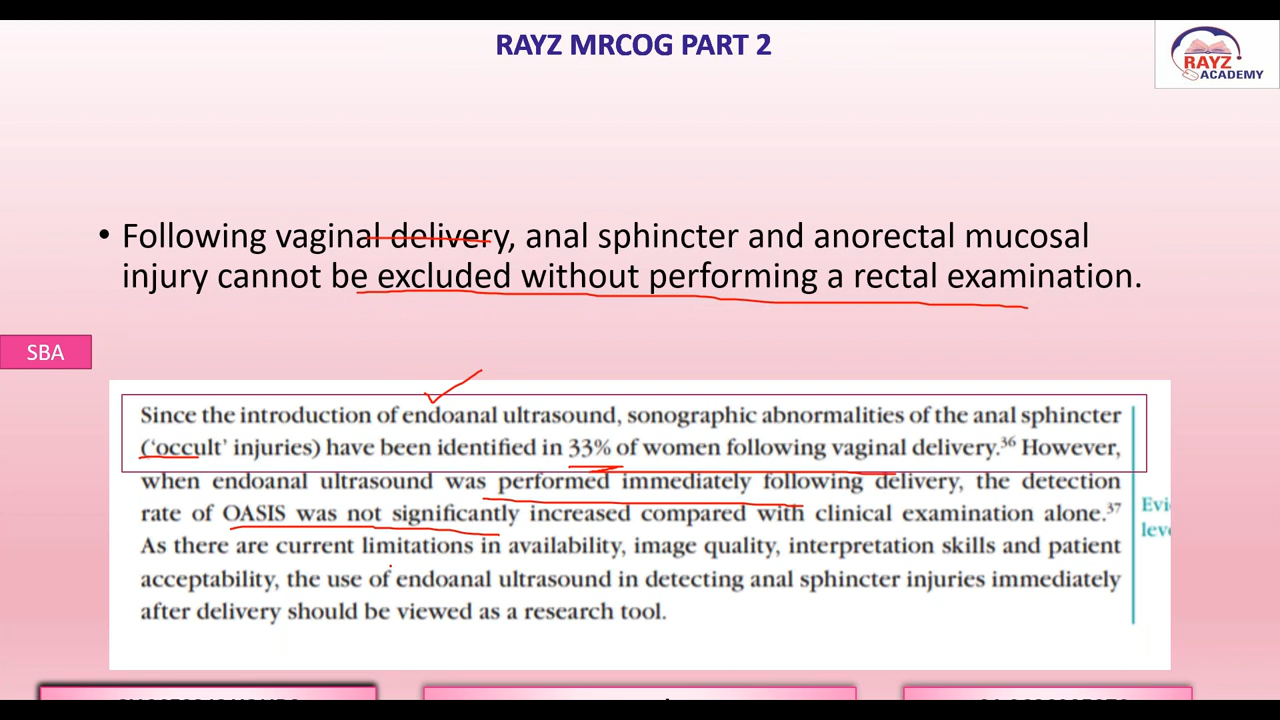 RAYZ MRCOG PART 2
RAYZ
ACADEMY
• Following vaginal delivery, anal sphincter and anorectal mucosal
injury cannot be excluded without performing a rectal examination.
SBA
Since the introduction of endoanal ultrasound, sonographic abnormalities of the anal sphincter
(‘occult’ injuries) have been identified in 33% of women following vaginal delivery.36 However,
when endoanal ultrasound was performed immediately following delivery, the detection
rate of OASIS was not significantly increased compared with clinical examination alone.37
As there are current limitations in availability, image quality, interpretation skills and patient
acceptability, the use of endoanal ultrasound in detecting anal sphincter injuries immediately
after delivery should be viewed as a research tool.